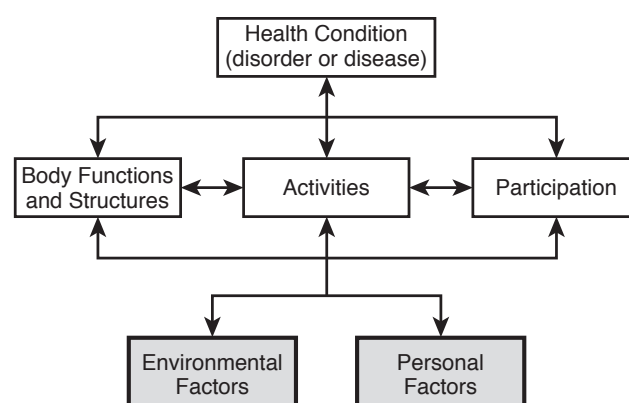 Health Condition
(disorder or disease)
Body Functions
and Structures
Activities
Participation
Environmental
Factors
Personal
Factors